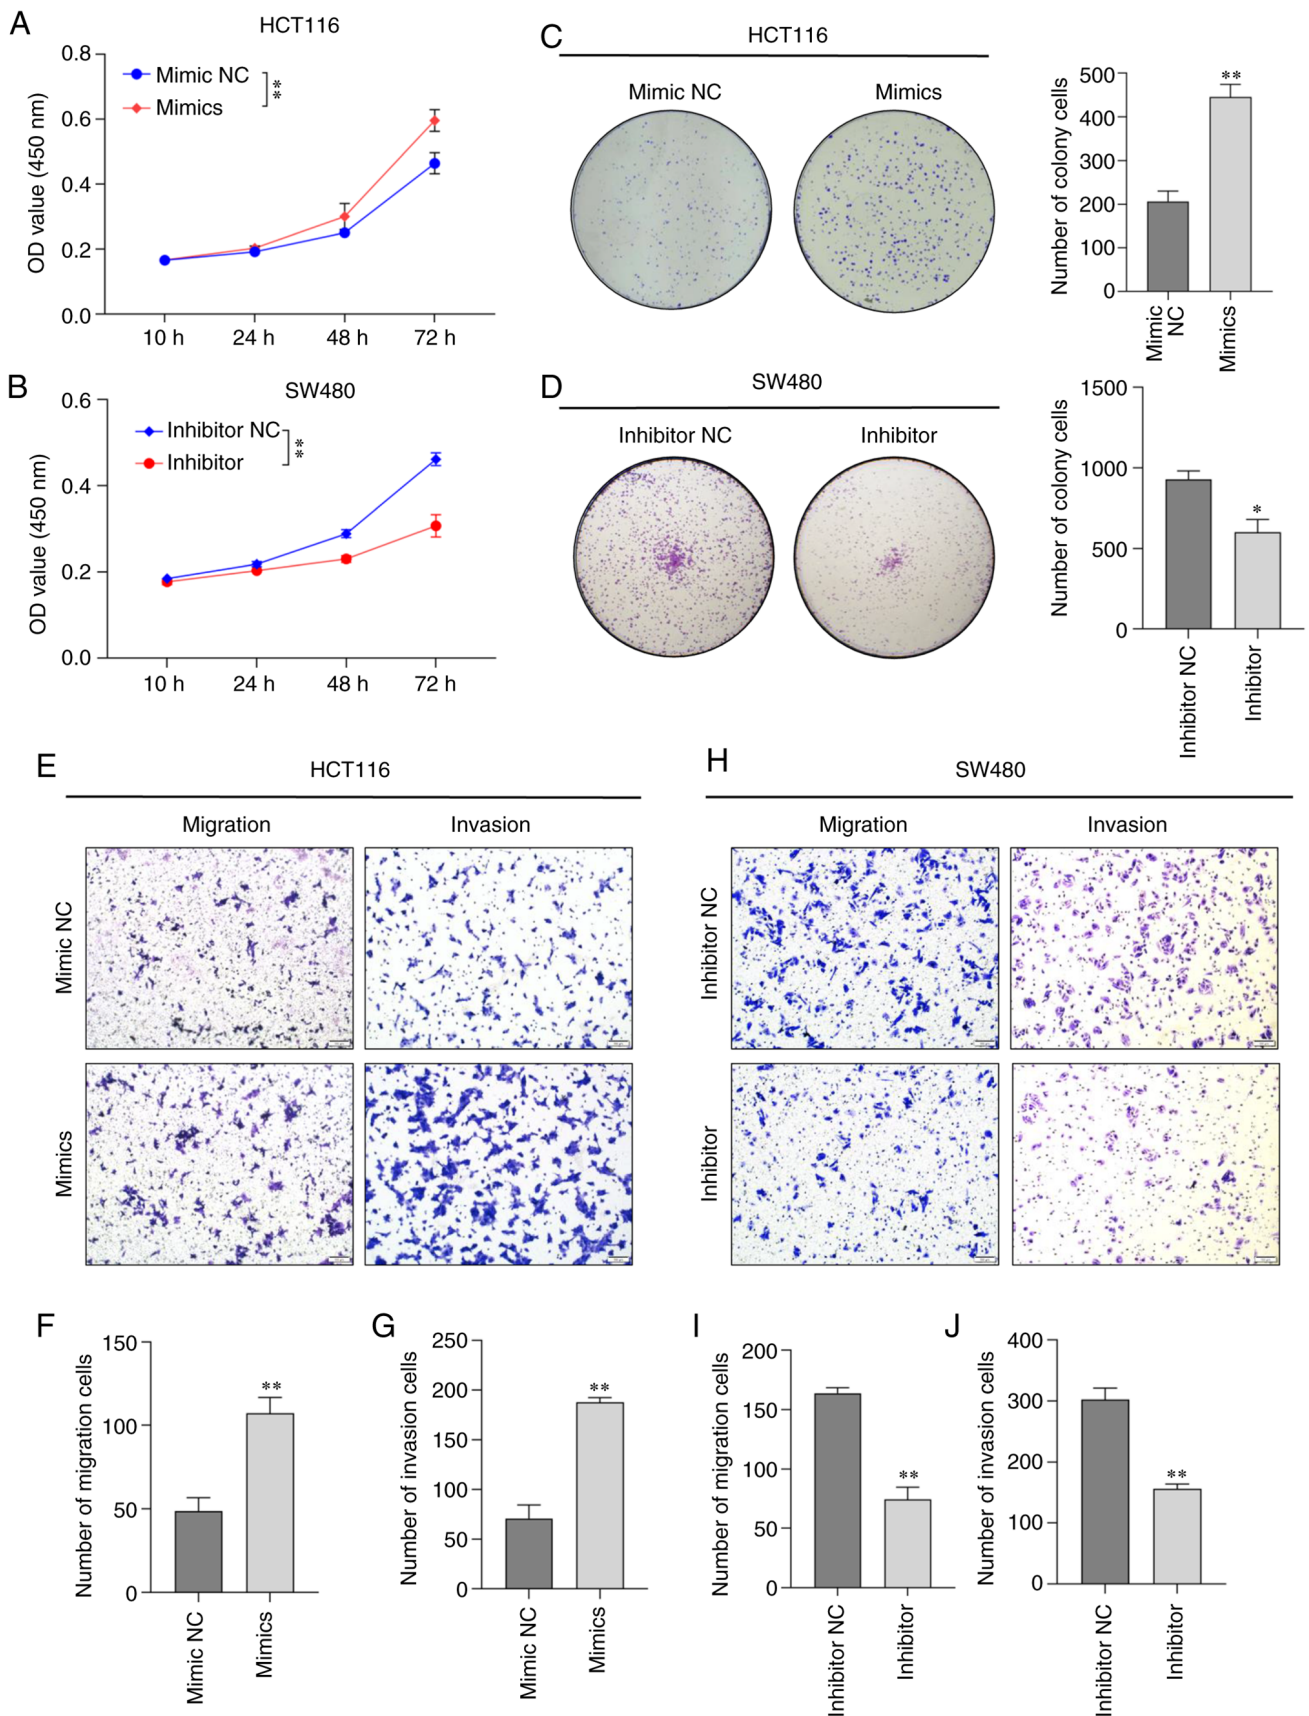 A
HCT116
OD value (450 nm)
0.8
0.6
0.4
0.2
0.0
Mimic NC
Mimics
**
10 h
24 h
48 h
72 h
B
SW480
OD value (450 nm)
0.6
0.4
0.2
0.0
Inhibitor NC
Inhibitor
**
10 h
24 h
48 h
72 h
C
HCT116
Mimic NC
Mimics
Number of colony cells
500
400
300
200
100
0
**
Mimic
NC
Mimics
D
SW480
Inhibitor NC
Inhibitor
Number of colony cells
1500
1000
500
0
*
Inhibitor NC
Inhibitor
E
HCT116
Migration
Invasion
Mimic NC
Mimics
H
SW480
Migration
Invasion
Inhibitor NC
Inhibitor
F
Number of migration cells
150
100
50
0
**
Mimic NC
Mimics
G
Number of invasion cells
250
200
150
100
50
0
**
Mimic NC
Mimics
I
Number of migration cells
200
150
100
50
0
**
Inhibitor NC
Inhibitor
J
Number of invasion cells
400
300
200
100
0
**
Inhibitor NC
Inhibitor